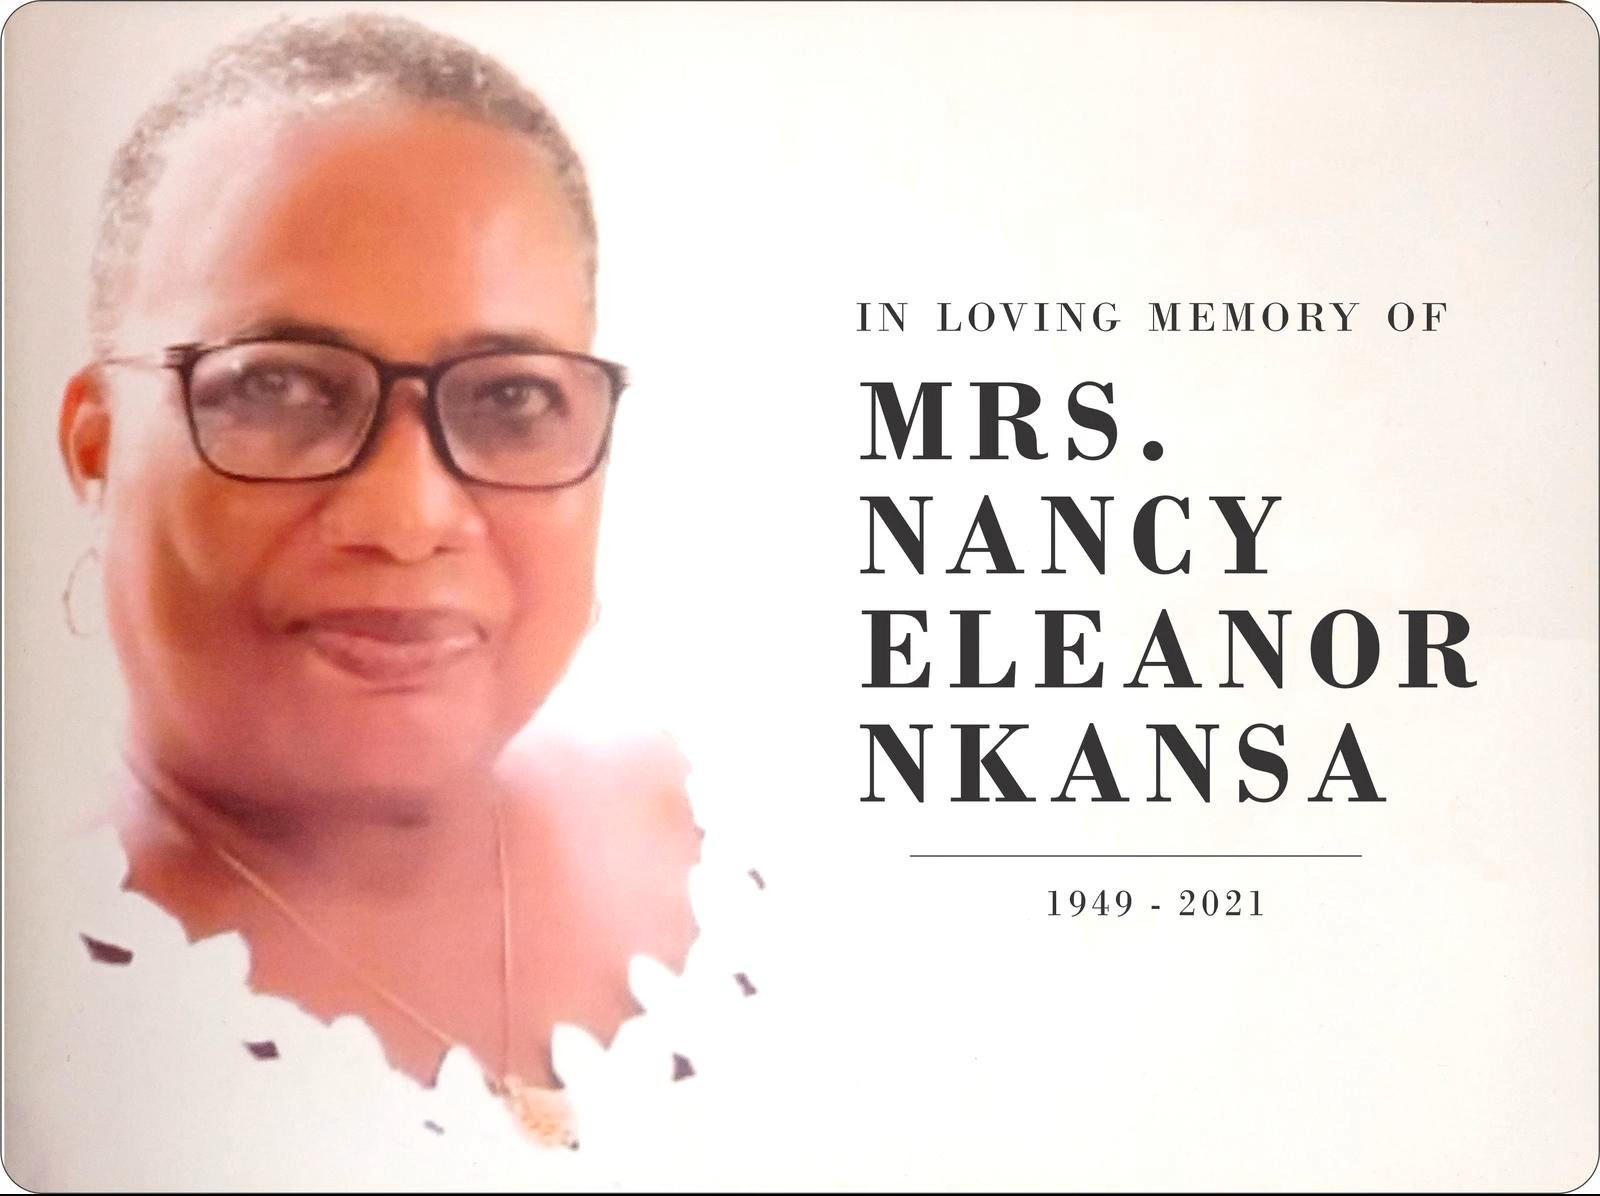 IN LOVING MEMORY OF
MRS.
NANCY
ELEANOR
NKANSA
1949 - 2021